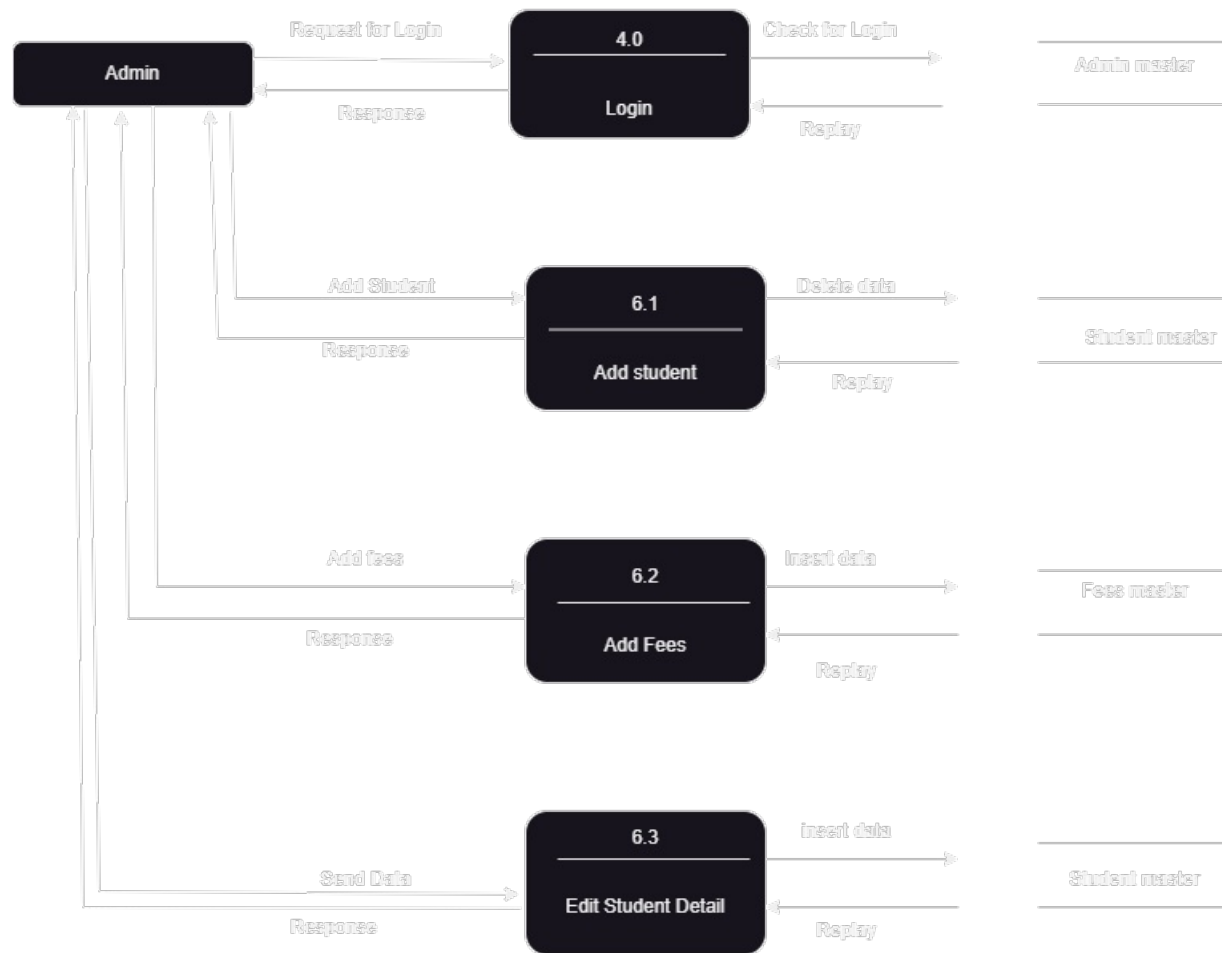 Request for Login
4.0
Check for Login
Admin
Admin master
Login
Response
Replay
Add Student
6.1
Delete data
Response
Student master
Add student
Replay
Add fees
6.2
Insert data
Fees master
Response
Add Fees
Replay
6.3
insert data
Send Data
Edit Student Detail
Student master
Response
Replay